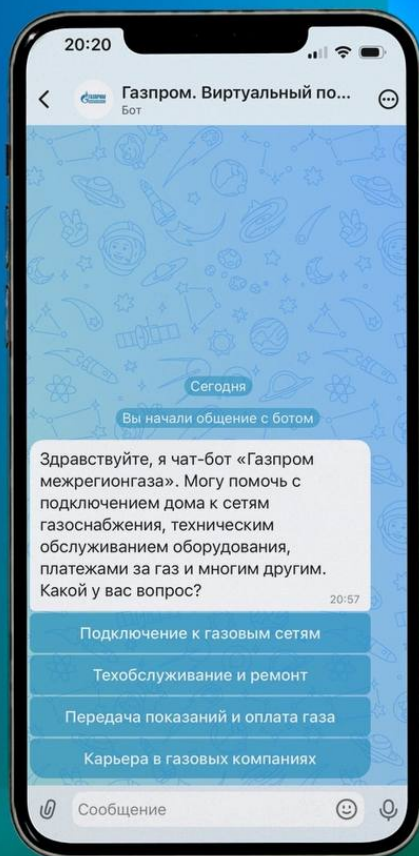 20:20
Газпром. Виртуальный по...
Бот
Сегодня
Вы начали общение с ботом
Здравствуйте, я чат-бот «Газпром
межрегионгаза». Могу помочь с
подключением дома к сетям
газоснабжения, техническим
обслуживанием оборудования,
платежами за газ и многим другим.
Какой у вас вопрос?
20:57
Подключение к газовым сетям
Техобслуживание и ремонт
Передача показаний и оплата газа
Карьера в газовых компаниях
Сообщение